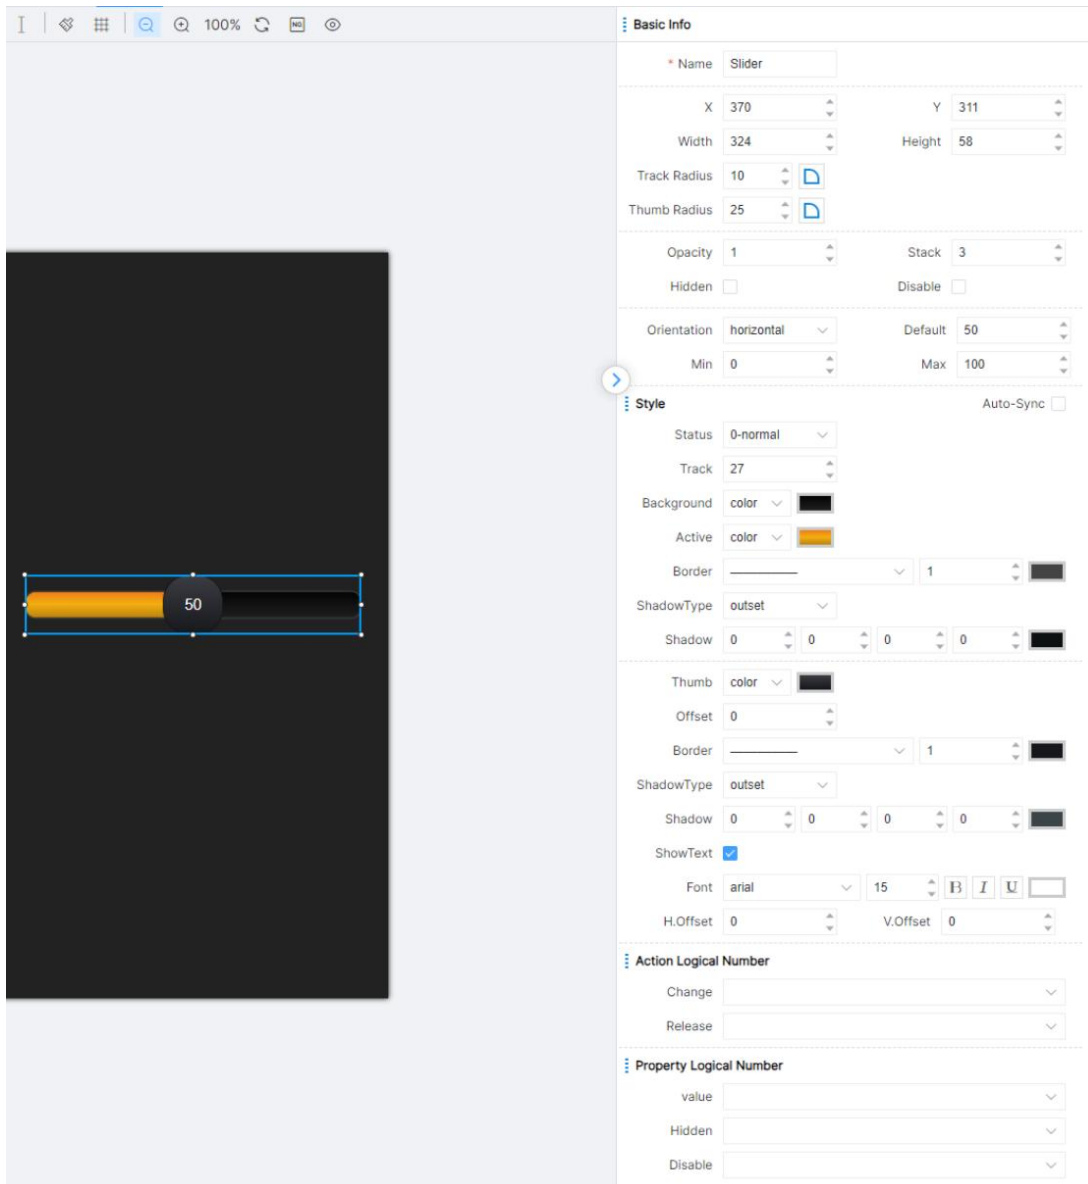 100% NG
Basic Info
* Name Slider
X 370 Y 311
Width 324 Height 58
Track Radius 10
Thumb Radius 25
Opacity 1 Stack 3
Hidden Disable
Orientation horizontal Default 50
Min 0 Max 100
Style Auto-Sync
Status 0-normal
Track 27
Background color
Active color
Border 1
50
ShadowType outset
Shadow 0 0 0 0
Thumb color
Offset 0
Border 1
ShadowType outset
Shadow 0 0 0 0
ShowText
Font arial 15 B I U
H.Offset 0 V.Offset 0
Action Logical Number
Change
Release
Property Logical Number
value
Hidden
Disable